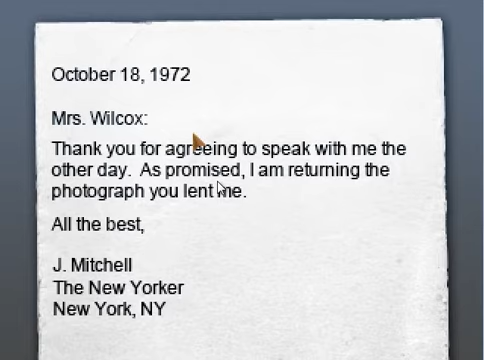 October 18, 1972
Mrs. Wilcox:
Thank you for agreeing to speak with me the
other day.  As promised, I am returning the
photograph you lent me.
All the best,
J. Mitchell
The New Yorker
New York, NY